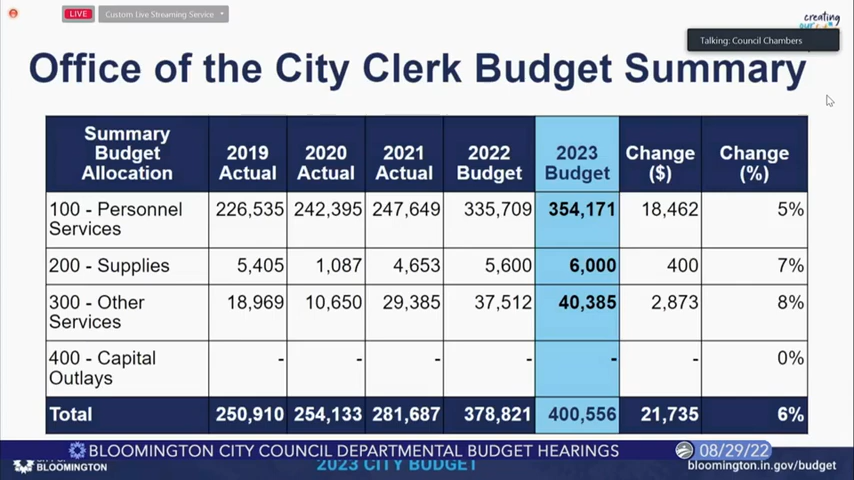 LIVE
Custom Live Streaming Service
creating
Talking: Council Chambers
Office of the City Clerk Budget Summary
Summary Budget Allocation 2019 Actual 2020 Actual 2021 Actual 2022 Budget 2023 Budget Change ($) Change (%)
100 - Personnel Services 226,535 242,395 247,649 335,709 354,171 18,462 5%
200 - Supplies 5,405 1,087 4,653 5,600 6,000 400 7%
300 - Other Services 18,969 10,650 29,385 37,512 40,385 2,873 8%
400 - Capital Outlays - - - - - - 0%
Total 250,910 254,133 281,687 378,821 400,556 21,735 6%
BLOOMINGTON CITY COUNCIL DEPARTMENTAL BUDGET HEARINGS 08/29/22
BLOOMINGTON 2023 CITY BUDGET bloomington.in.gov/budget